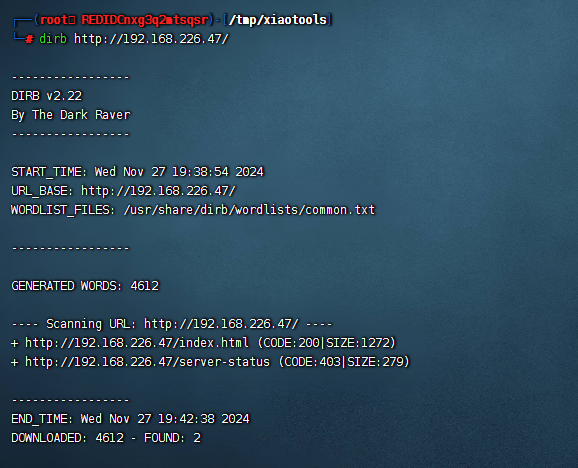 ┌──(root㉿ REDIDCnxg3q2mtsqsr)-[/tmp/xiaotools]
└─# dirb http://192.168.226.47/
-----------------
DIRB v2.22
By The Dark Raver
-----------------
START_TIME: Wed Nov 27 19:38:54 2024
URL_BASE: http://192.168.226.47/
WORDLIST_FILES: /usr/share/dirb/wordlists/common.txt
-----------------
GENERATED WORDS: 4612
---- Scanning URL: http://192.168.226.47/ ----
+ http://192.168.226.47/index.html (CODE:200|SIZE:1272)
+ http://192.168.226.47/server-status (CODE:403|SIZE:279)
-----------------
END_TIME: Wed Nov 27 19:42:38 2024
DOWNLOADED: 4612 - FOUND: 2